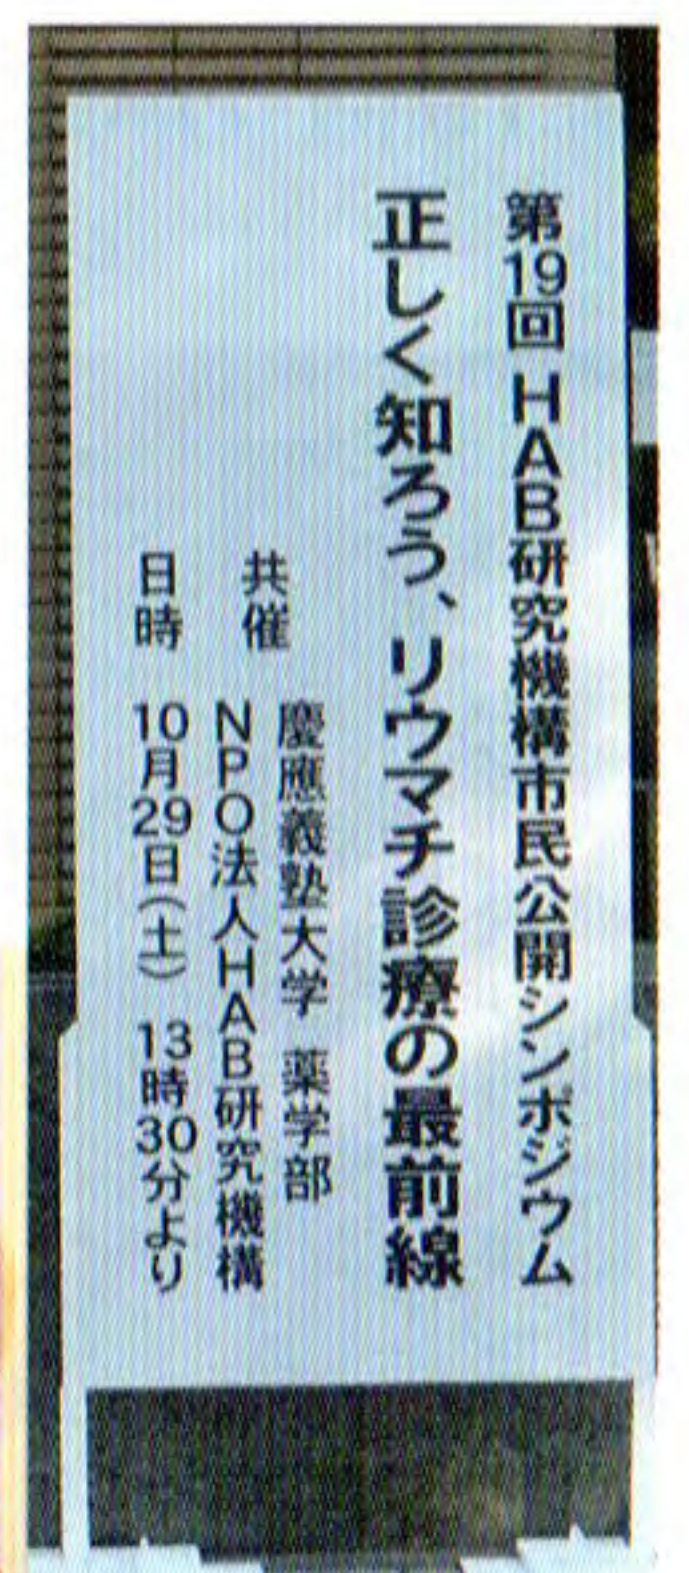 第19回 HAB研究機構市民公開シンポジウム
正しく知ろう、リウマチ診療の最前線
共催
慶應義塾大学 薬学部
NPO法人HAB研究機構
日時 10月29日(土) 13時30分より